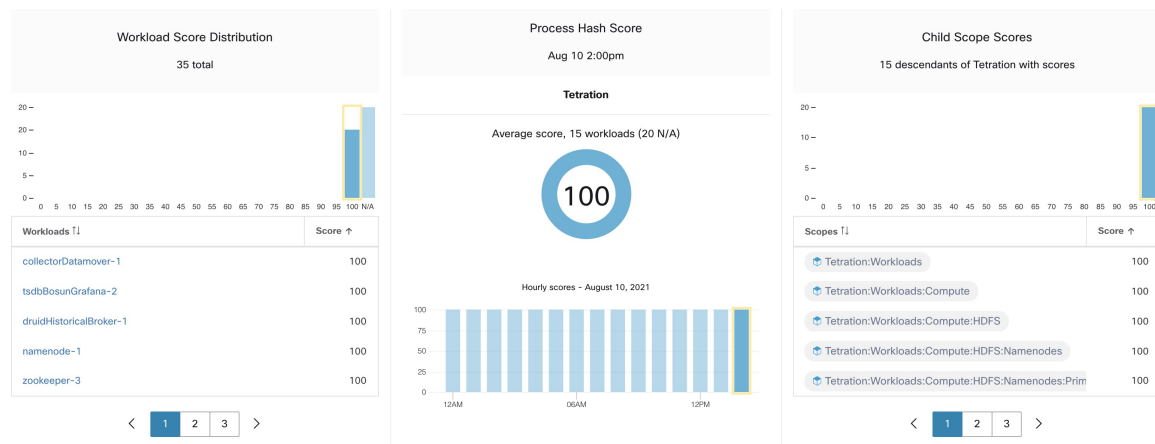 Workload Score Distribution
35 total
20
20
10
5
0
0 5 10 15 20 25 30 35 40 45 50 55 60 65 70 75 80 85 90 95 100 N/A
Workloads ↑↓ Score ↑
collectorDatamover-1 100
tsdbBosunGrafana-2 100
druidHistoricalBroker-1 100
namenode-1 100
zookeeper-3 100
< 1 2 3 >
Process Hash Score
Aug 10 2:00pm
Tetration
Average score, 15 workloads (20 N/A)
100
Hourly scores - August 10, 2021
100
75
50
25
0
12AM 06AM 12PM
Child Scope Scores
15 descendants of Tetration with scores
20
10
5
0
0 5 10 15 20 25 30 35 40 45 50 55 60 65 70 75 80 85 90 95 100
Scopes ↑↓ Score ↑
Tetration:Workloads 100
Tetration:Workloads:Compute 100
Tetration:Workloads:Compute:HDFS 100
Tetration:Workloads:Compute:HDFS:Namenodes 100
Tetration:Workloads:Compute:HDFS:Namenodes:Prim 100
< 1 2 3 >